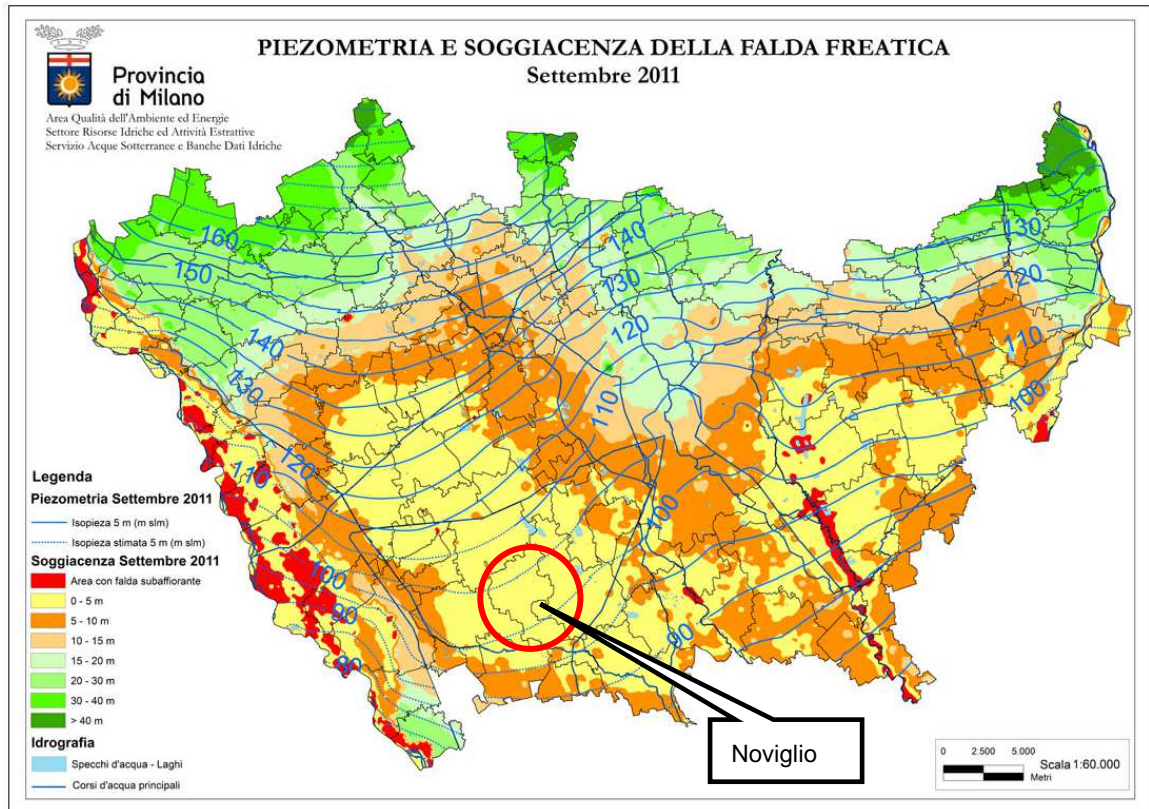 PIEZOMETRIA E SOGGIACENZA DELLA FALDA FREATICA
Settembre 2011
Provincia
di Milano
Area Qualità dell'Ambiente ed Energie
Settore Risorse Idriche ed Attività Estrattive
Servizio Acque Sotterranee e Banche Dati Idriche
160
150
140
130
120
110
100
90
80
140
130
120
110
100
90
130
120
110
100
Legenda
Piezometria Settembre 2011
Isopieza 5 m (m slm)
Isopieza stimata 5 m (m slm)
Soggiacenza Settembre 2011
Area con falda subaffiorante
0 - 5 m
5 - 10 m
10 - 15 m
15 - 20 m
20 - 30 m
30 - 40 m
> 40 m
Idrografia
Specchi d'acqua - Laghi
Corsi d'acqua principali
Noviglio
0 2.500 5.000
Scala 1:60.000
Metri